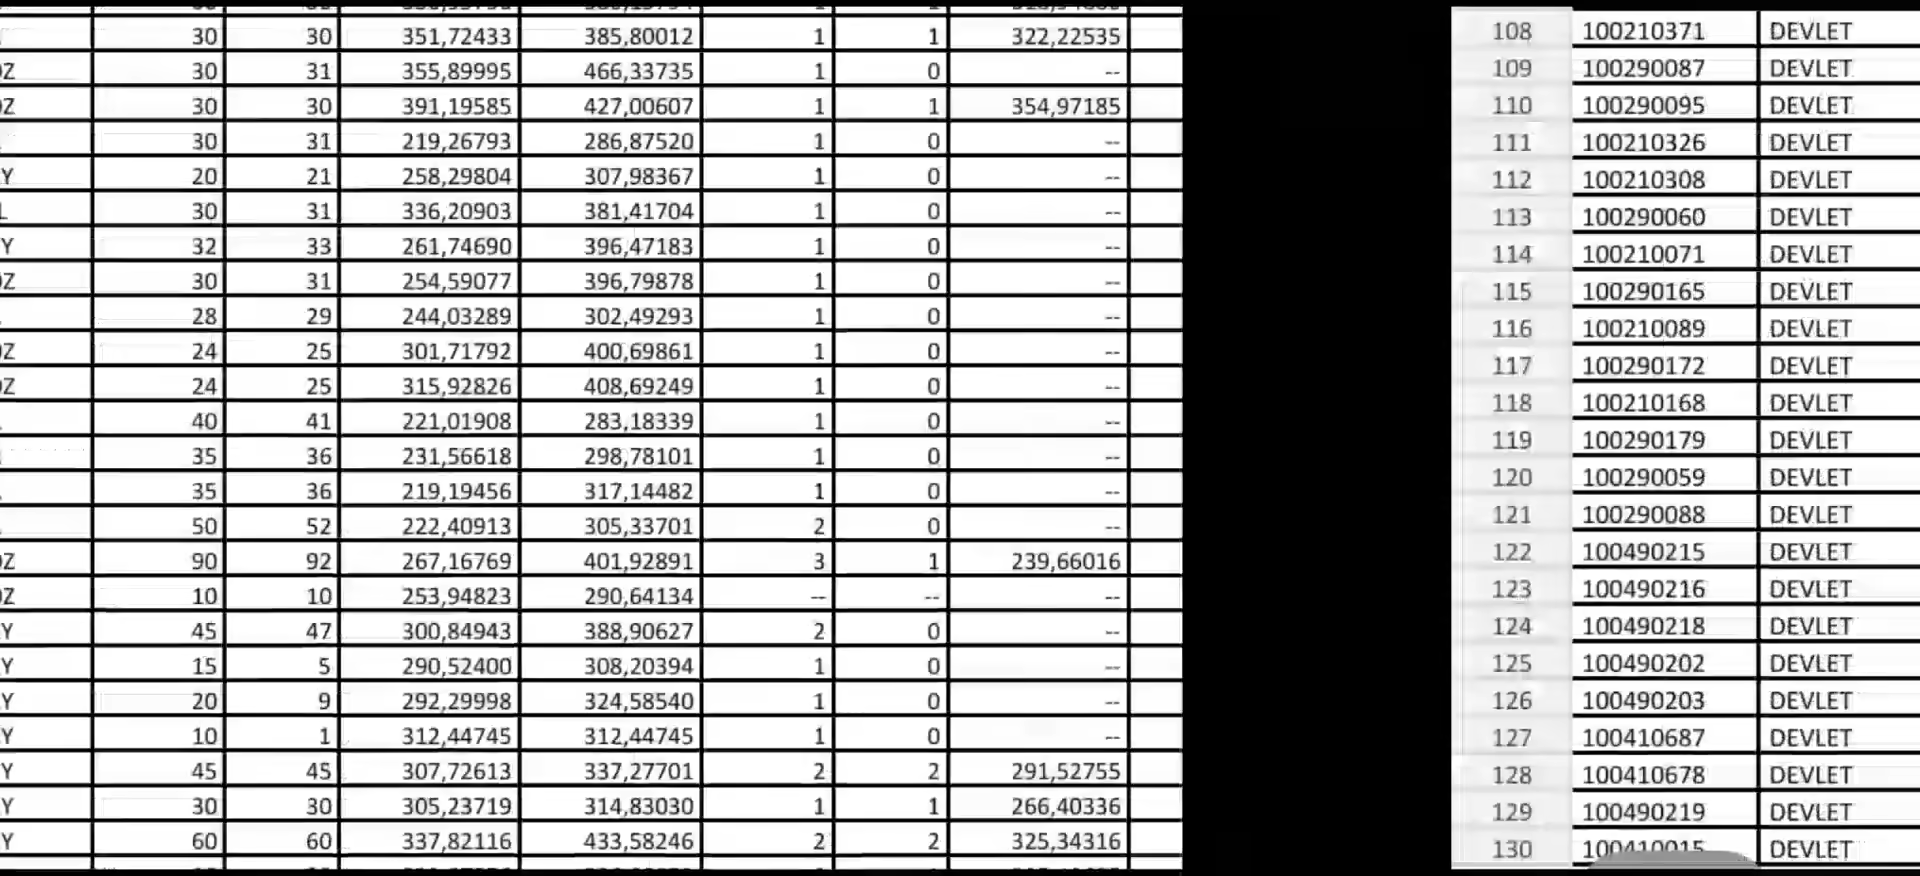 30 30 351,72433 385,80012 1 1 322,22535
OZ 30 31 355,89995 466,33735 1 0 --
OZ 30 30 391,19585 427,00607 1 1 354,97185
30 31 219,26793 286,87520 1 0 --
Y 20 21 258,29804 307,98367 1 0 --
L 30 31 336,20903 381,41704 1 0 --
Y 32 33 261,74690 396,47183 1 0 --
OZ 30 31 254,59077 396,79878 1 0 --
28 29 244,03289 302,49293 1 0 --
OZ 24 25 301,71792 400,69861 1 0 --
OZ 24 25 315,92826 408,69249 1 0 --
40 41 221,01908 283,18339 1 0 --
35 36 231,56618 298,78101 1 0 --
35 36 219,19456 317,14482 1 0 --
50 52 222,40913 305,33701 2 0 --
OZ 90 92 267,16769 401,92891 3 1 239,66016
OZ 10 10 253,94823 290,64134 -- -- --
Y 45 47 300,84943 388,90627 2 0 --
Y 15 5 290,52400 308,20394 1 0 --
Y 20 9 292,29998 324,58540 1 0 --
Y 10 1 312,44745 312,44745 1 0 --
Y 45 45 307,72613 337,27701 2 2 291,52755
Y 30 30 305,23719 314,83030 1 1 266,40336
Y 60 60 337,82116 433,58246 2 2 325,34316
108 100210371 DEVLET
109 100290087 DEVLET
110 100290095 DEVLET
111 100210326 DEVLET
112 100210308 DEVLET
113 100290060 DEVLET
114 100210071 DEVLET
115 100290165 DEVLET
116 100210089 DEVLET
117 100290172 DEVLET
118 100210168 DEVLET
119 100290179 DEVLET
120 100290059 DEVLET
121 100290088 DEVLET
122 100490215 DEVLET
123 100490216 DEVLET
124 100490218 DEVLET
125 100490202 DEVLET
126 100490203 DEVLET
127 100410687 DEVLET
128 100410678 DEVLET
129 100490219 DEVLET
130 100410015 DEVLET